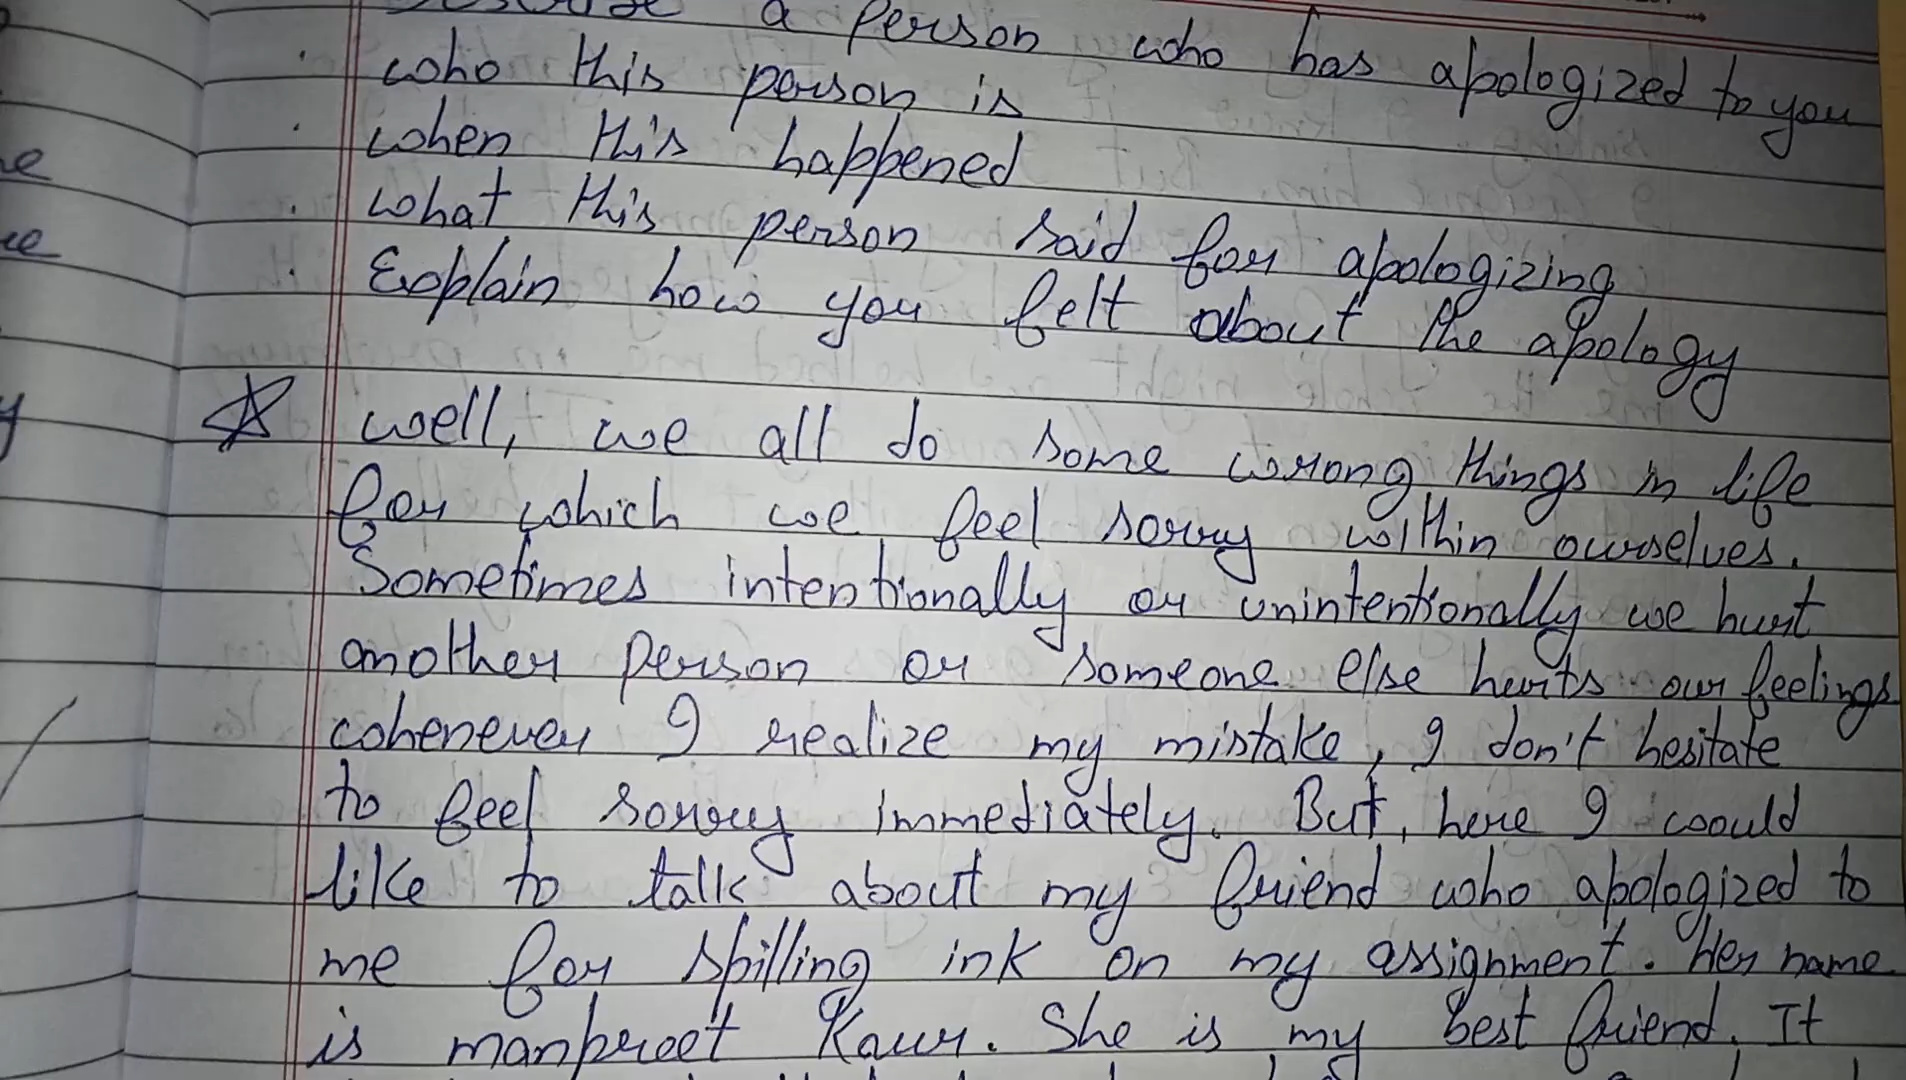 a person who has apologized to you
. who this person is
. when this happened
. what this person said for apologizing
. Explain how you felt about the apology
☆ well, we all do some wrong things in life
for which we feel sorry within ourselves.
Sometimes intentionally or unintentionally we hurt
another person or someone else hurts our feelings
whenever I realize my mistake, I don't hesitate
to feel sorry immediately. But, here I would
like to talk about my friend who apologized to
me for spilling ink on my assignment. Her name
is manpreet Kaur. She is my best friend. It